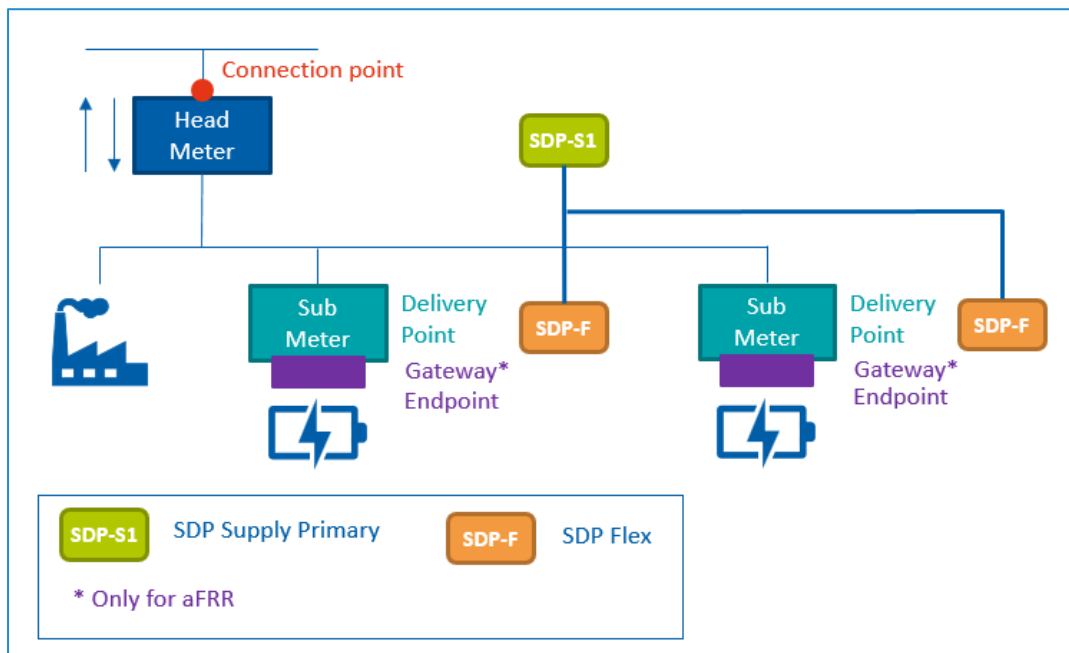 Connection point
Head
Meter
SDP-S1
Sub
Meter
Delivery
Point
Gateway*
Endpoint
SDP-F
Sub
Meter
Delivery
Point
Gateway*
Endpoint
SDP-F
SDP-S1
SDP Supply Primary
SDP-F
SDP Flex
* Only for aFRR